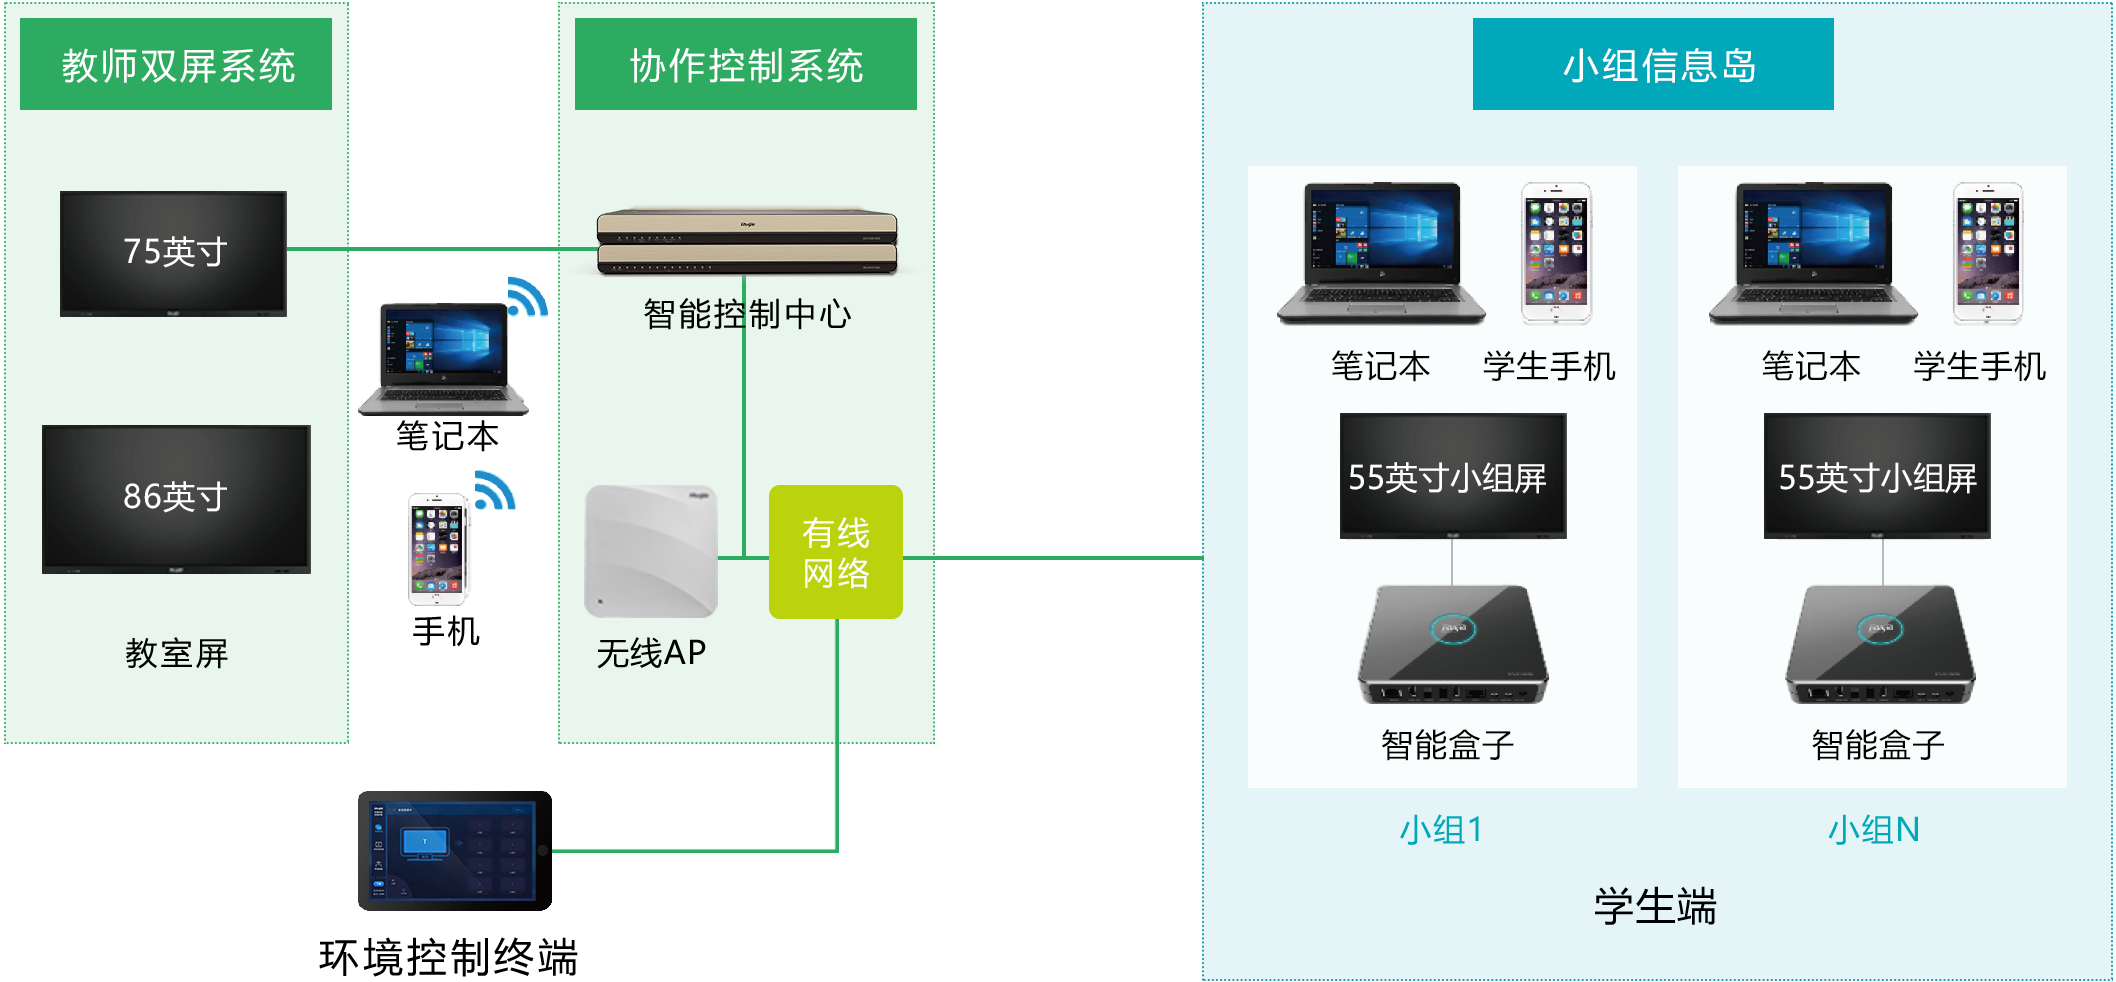 教师双屏系统
75英寸
86英寸
教室屏
笔记本
手机
协作控制系统
智能控制中心
无线AP
有线
网络
环境控制终端
小组信息岛
笔记本
学生手机
55英寸小组屏
智能盒子
小组1
笔记本
学生手机
55英寸小组屏
智能盒子
小组N
学生端